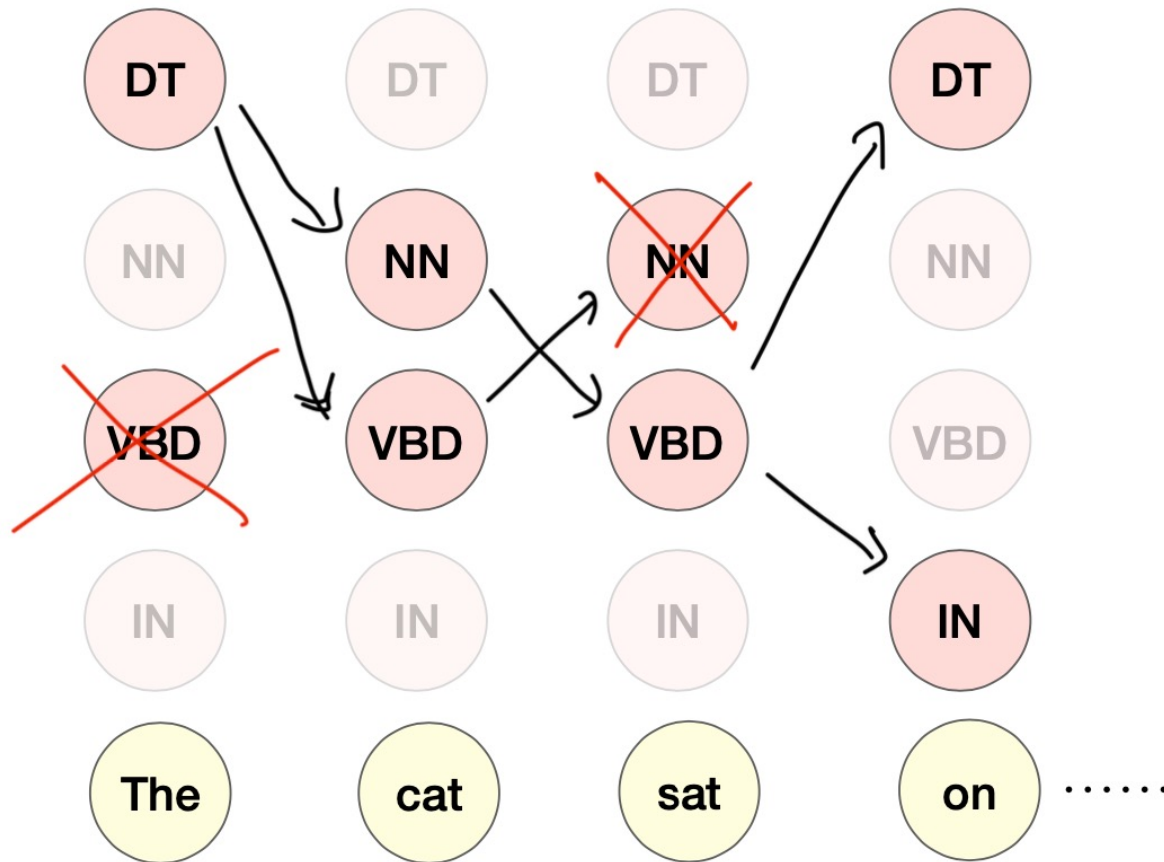 DT DT DT DT
NN NN NN NN
VBD VBD VBD VBD
IN IN IN IN
The cat sat on ......